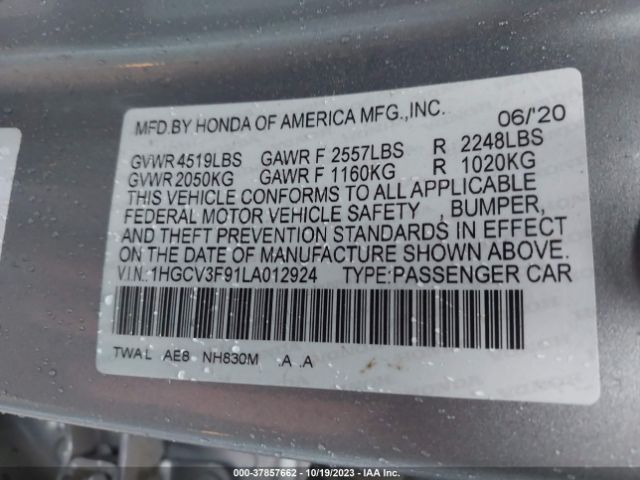 MFD.BY HONDA OF AMERICA MFG.,INC. 06/'20
GVWR 4519LBS GAWR F 2557LBS R 2248LBS
GVWR 2050KG GAWR F 1160KG R 1020KG
THIS VEHICLE CONFORMS TO ALL APPLICABLE
FEDERAL MOTOR VEHICLE SAFETY , BUMPER,
AND THEFT PREVENTION STANDARDS IN EFFECT
ON THE DATE OF MANUFACTURE SHOWN ABOVE.
V.I.N.:1HGCV3F91LA012924 TYPE:PASSENGER CAR
TWAL AE8 NH830M .A .A
000-37857662 - 10/19/2023 - IAA Inc.